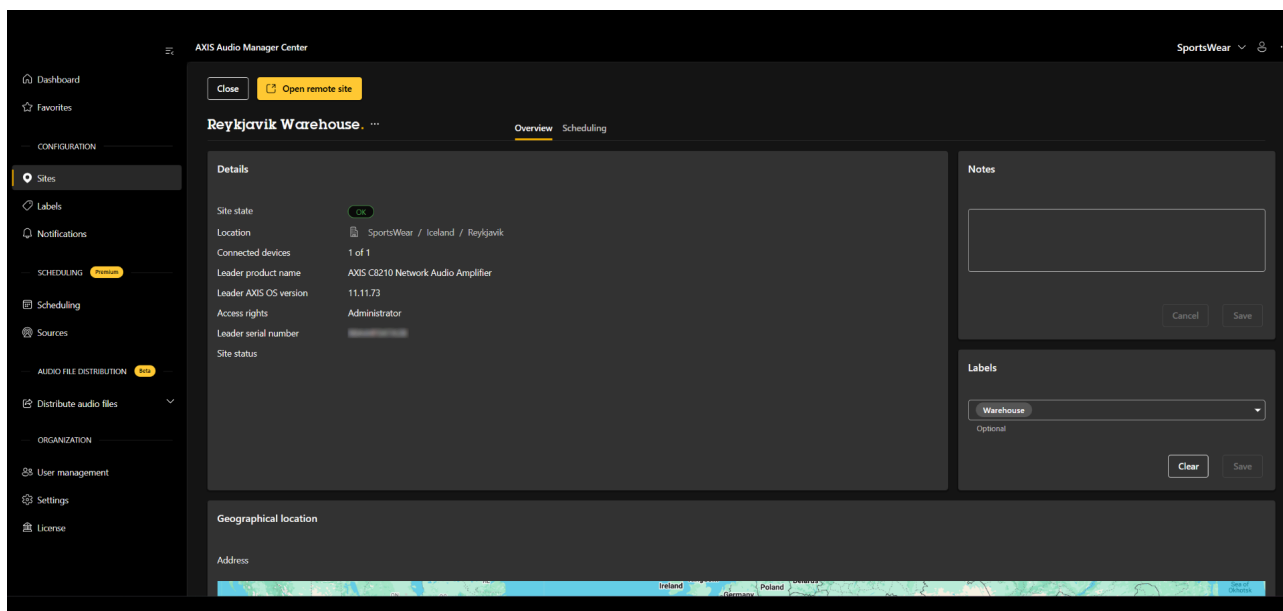 AXIS Audio Manager Center
SportsWear
Dashboard
Favorites
CONFIGURATION
Sites
Labels
Notifications
SCHEDULING Premium
Scheduling
Sources
AUDIO FILE DISTRIBUTION Beta
Distribute audio files
ORGANIZATION
User management
Settings
License
Close
Open remote site
Reykjavik Warehouse. ...
Overview Scheduling
Details
Site state OK
Location SportsWear / Iceland / Reykjavik
Connected devices 1 of 1
Leader product name AXIS C8210 Network Audio Amplifier
Leader AXIS OS version 11.11.73
Access rights Administrator
Leader serial number
Site status
Notes
Cancel Save
Labels
Warehouse
Optional
Clear Save
Geographical location
Address
Ireland
Poland
Germany
Sea of
Okhotsk